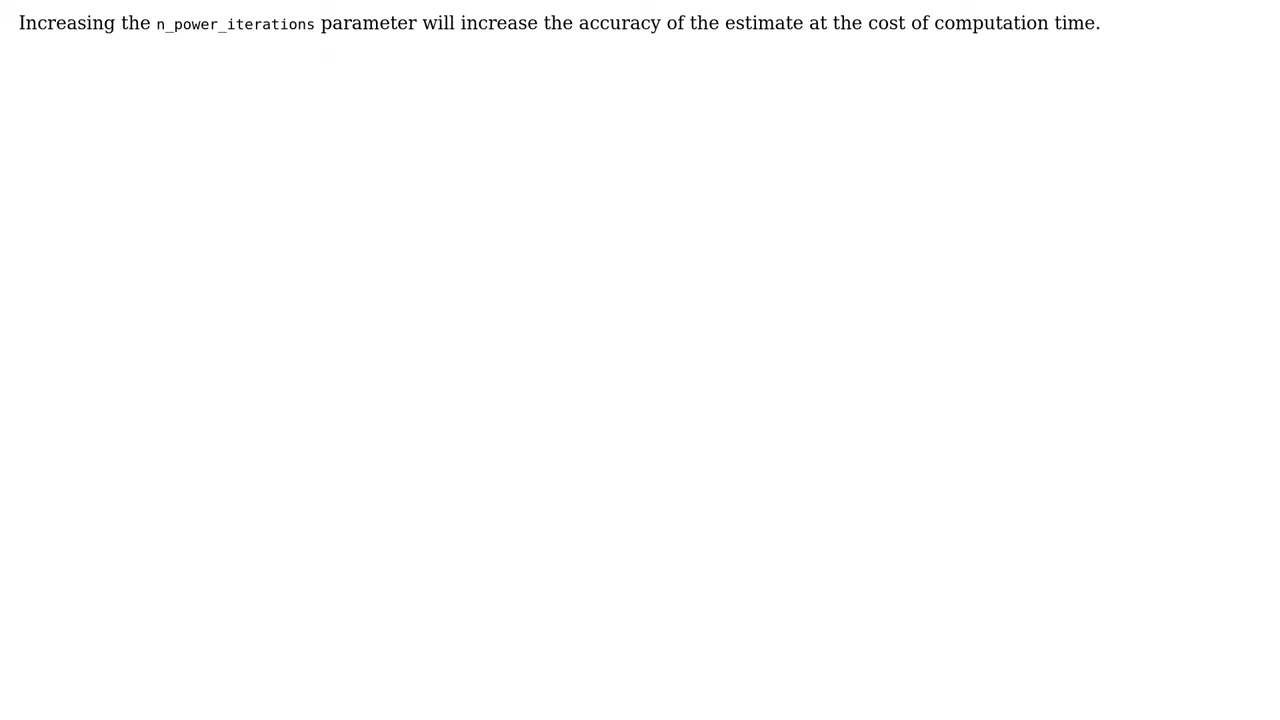 Increasing the n_power_iterations parameter will increase the accuracy of the estimate at the cost of computation time.